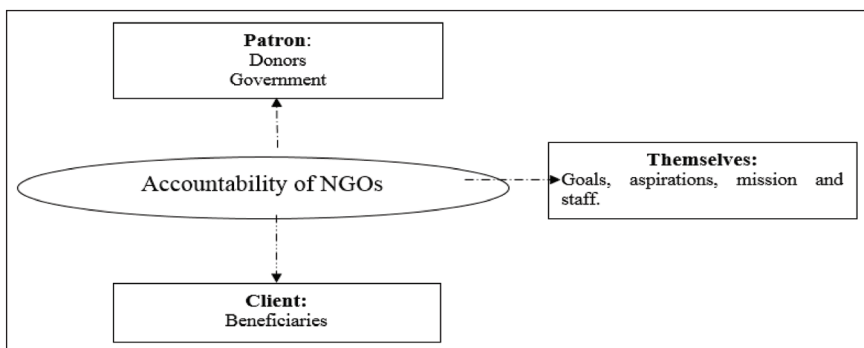 Patron:
Donors
Government
Accountability of NGOs
Themselves:
Goals, aspirations, mission and
staff.
Client:
Beneficiaries